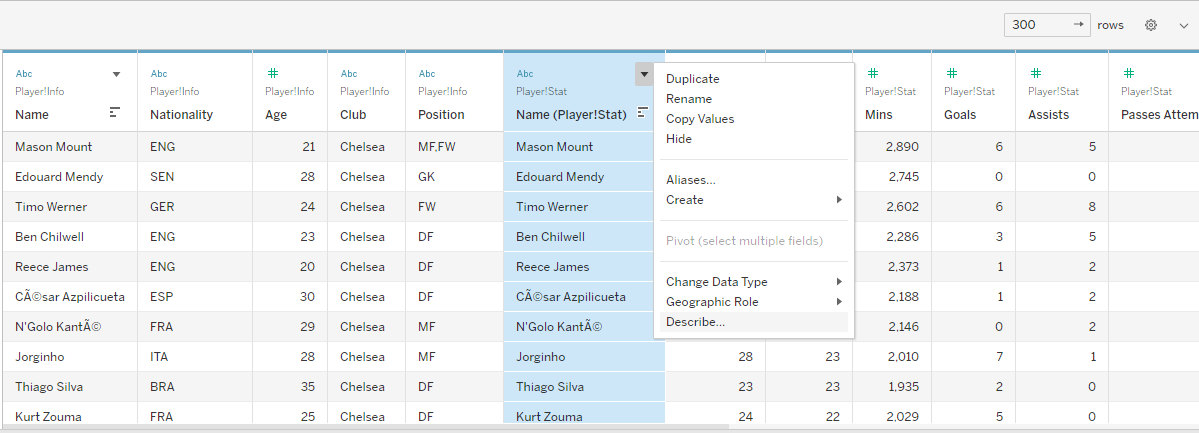 300 → rows
Abc Abc # Abc Abc Abc # # # #
Player!Info Player!Info Player!Info Player!Info Player!Info Player!Stat Player!Stat Player!Stat Player!Stat Player!Stat
Name Nationality Age Club Position Name (Player!Stat) Mins Goals Assists Passes Attem
Mason Mount ENG 21 Chelsea MF,FW Mason Mount 2,890 6 5
Edouard Mendy SEN 28 Chelsea GK Edouard Mendy 2,745 0 0
Timo Werner GER 24 Chelsea FW Timo Werner 2,602 6 8
Ben Chilwell ENG 23 Chelsea DF Ben Chilwell 2,286 3 5
Reece James ENG 20 Chelsea DF Reece James 2,373 1 2
CÃ©sar Azpilicueta ESP 30 Chelsea DF CÃ©sar Azpilicueta 2,188 1 2
N'Golo KantÃ© FRA 29 Chelsea MF N'Golo KantÃ© 2,146 0 2
Jorginho ITA 28 Chelsea MF Jorginho 28 23 2,010 7 1
Thiago Silva BRA 35 Chelsea DF Thiago Silva 23 23 1,935 2 0
Kurt Zouma FRA 25 Chelsea DF Kurt Zouma 24 22 2,029 5 0
Duplicate
Rename
Copy Values
Hide
Aliases...
Create
Pivot (select multiple fields)
Change Data Type
Geographic Role
Describe...